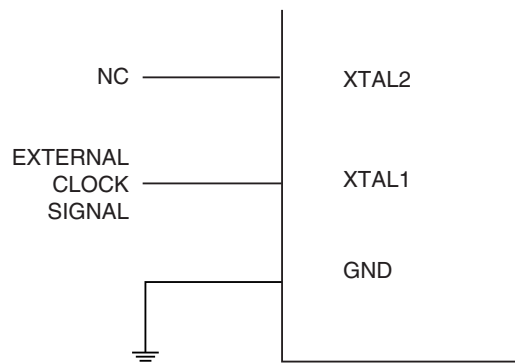 NC
XTAL2
EXTERNAL
CLOCK
SIGNAL
XTAL1
GND